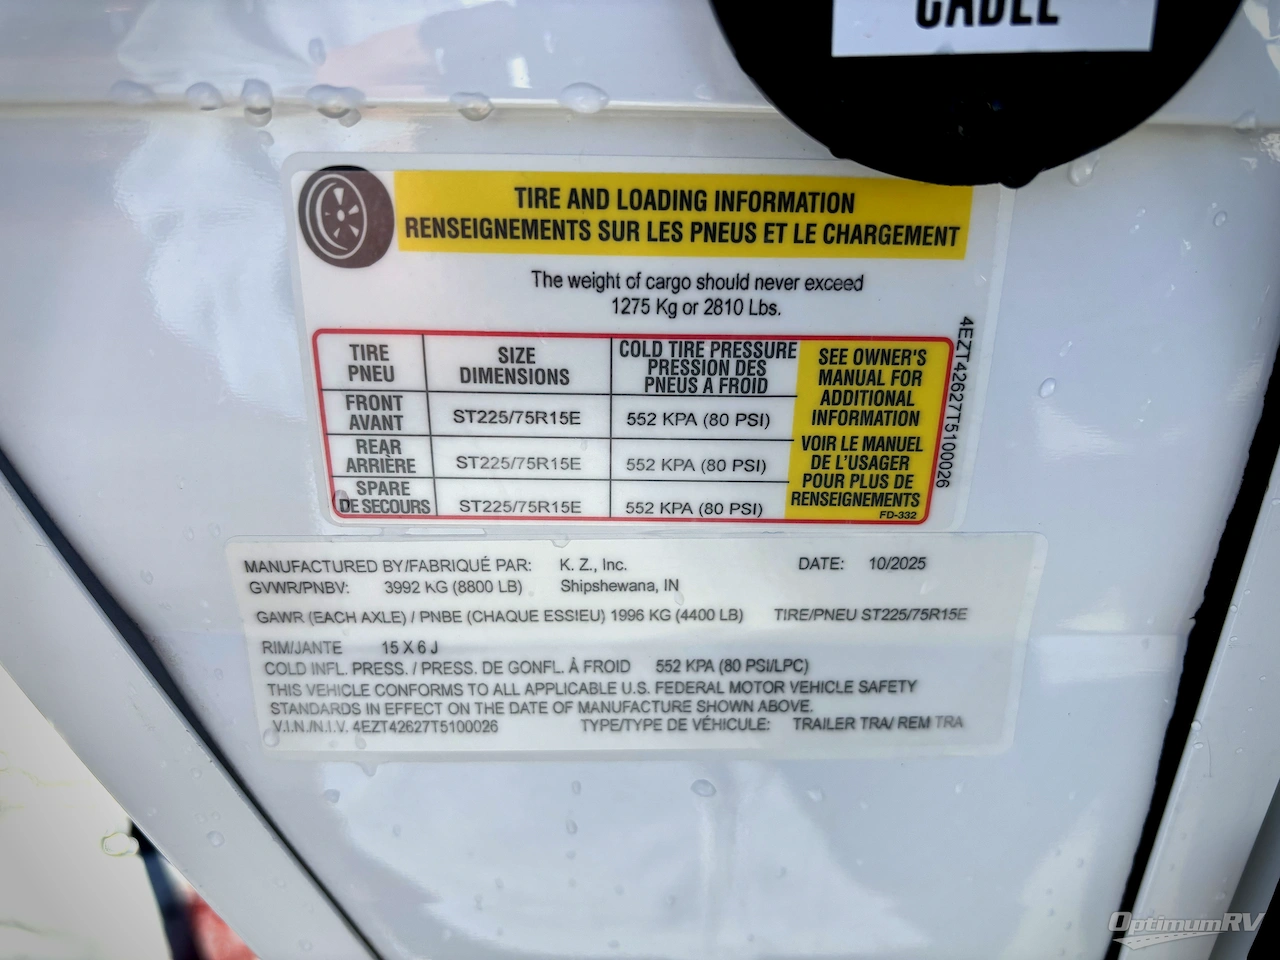 CABLE
TIRE AND LOADING INFORMATION
RENSEIGNEMENTS SUR LES PNEUS ET LE CHARGEMENT
The weight of cargo should never exceed
1275 Kg or 2810 Lbs.
TIRE PNEU SIZE DIMENSIONS COLD TIRE PRESSURE PRESSION DES PNEUS A FROID
FRONT AVANT ST225/75R15E 552 KPA (80 PSI)
REAR ARRIÈRE ST225/75R15E 552 KPA (80 PSI)
SPARE DE SECOURS ST225/75R15E 552 KPA (80 PSI)
SEE OWNER'S
MANUAL FOR
ADDITIONAL
INFORMATION
VOIR LE MANUEL
DE L'USAGER
POUR PLUS DE
RENSEIGNEMENTS
FD-332
4EZT42627T5100026
MANUFACTURED BY/FABRIQUÉ PAR: K. Z., Inc. DATE: 10/2025
GVWR/PNBV: 3992 KG (8800 LB) Shipshewana, IN
GAWR (EACH AXLE) / PNBE (CHAQUE ESSIEU) 1996 KG (4400 LB) TIRE/PNEU ST225/75R15E
RIM/JANTE 15 X 6 J
COLD INFL. PRESS. / PRESS. DE GONFL. À FROID 552 KPA (80 PSI/LPC)
THIS VEHICLE CONFORMS TO ALL APPLICABLE U.S. FEDERAL MOTOR VEHICLE SAFETY
STANDARDS IN EFFECT ON THE DATE OF MANUFACTURE SHOWN ABOVE.
V.I.N./N.I.V. 4EZT42627T5100026 TYPE/TYPE DE VÉHICULE: TRAILER TRA/ REM TRA
OptimumRV